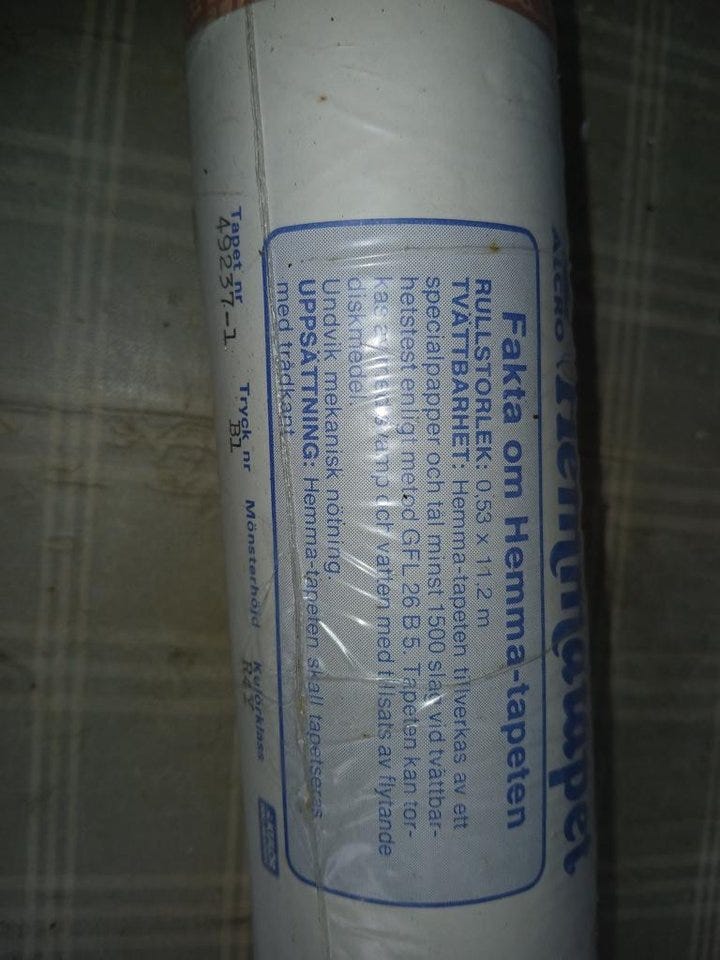 AICRO Hemmatapet
Fakta om Hemma-tapeten
RULLSTORLEK: 0,53 x 11,2 m
TVÄTTBARHET: Hemma-tapeten tillverkas av ett
specialpapper och tål minst 1500 slag vid tvättbar-
hetstest enligt metod GFL 26 B 5. Tapeten kan tor-
kas av med svamp och vatten med tillsats av flytande
diskmedel.
Undvik mekanisk nötning.
UPPSÄTTNING: Hemma-tapeten skall tapetseras
med trådkant.
Tapet nr Tryck nr Mönsterhöjd Kulörklass
49237-1 B1